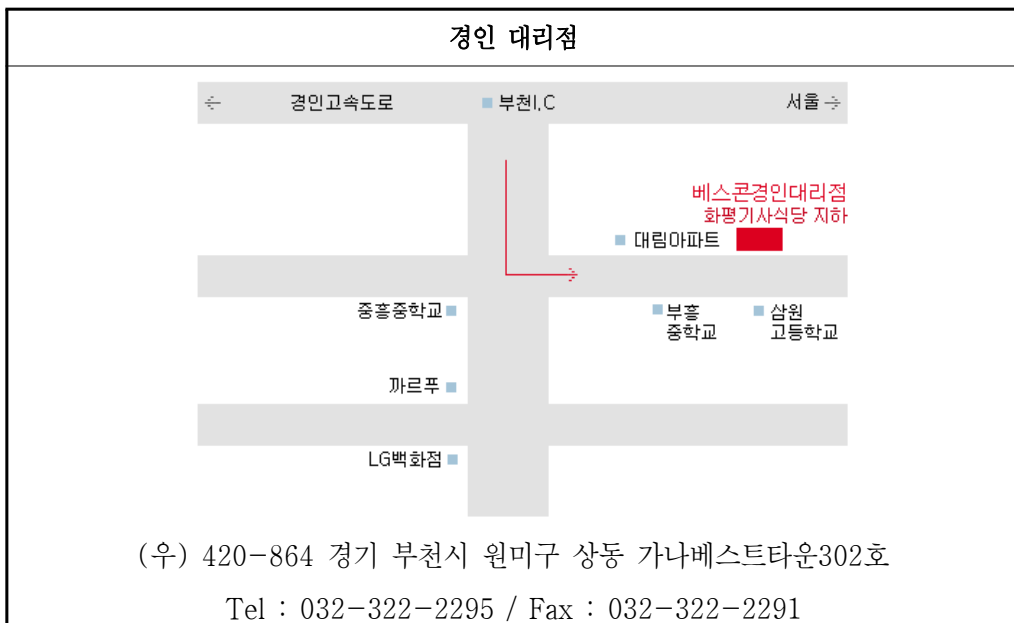 경인 대리점
경인고속도로
부천I.C
서울
베스콘경인대리점
화평기사식당 지하
대림아파트
중흥중학교
부흥
중학교
삼원
고등학교
까르푸
LG백화점
(우) 420-864 경기 부천시 원미구 상동 가나베스트타운302호
Tel : 032-322-2295 / Fax : 032-322-2291